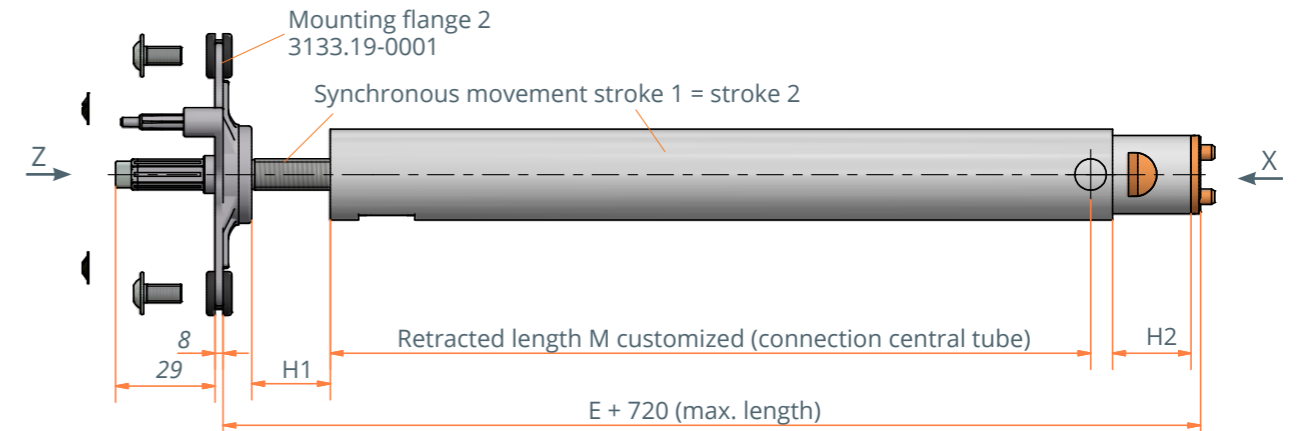 Mounting flange 2
3133.19-0001
Synchronous movement stroke 1 = stroke 2
Z
X
8
Retracted length M customized (connection central tube)
H2
29
H1
E + 720 (max. length)